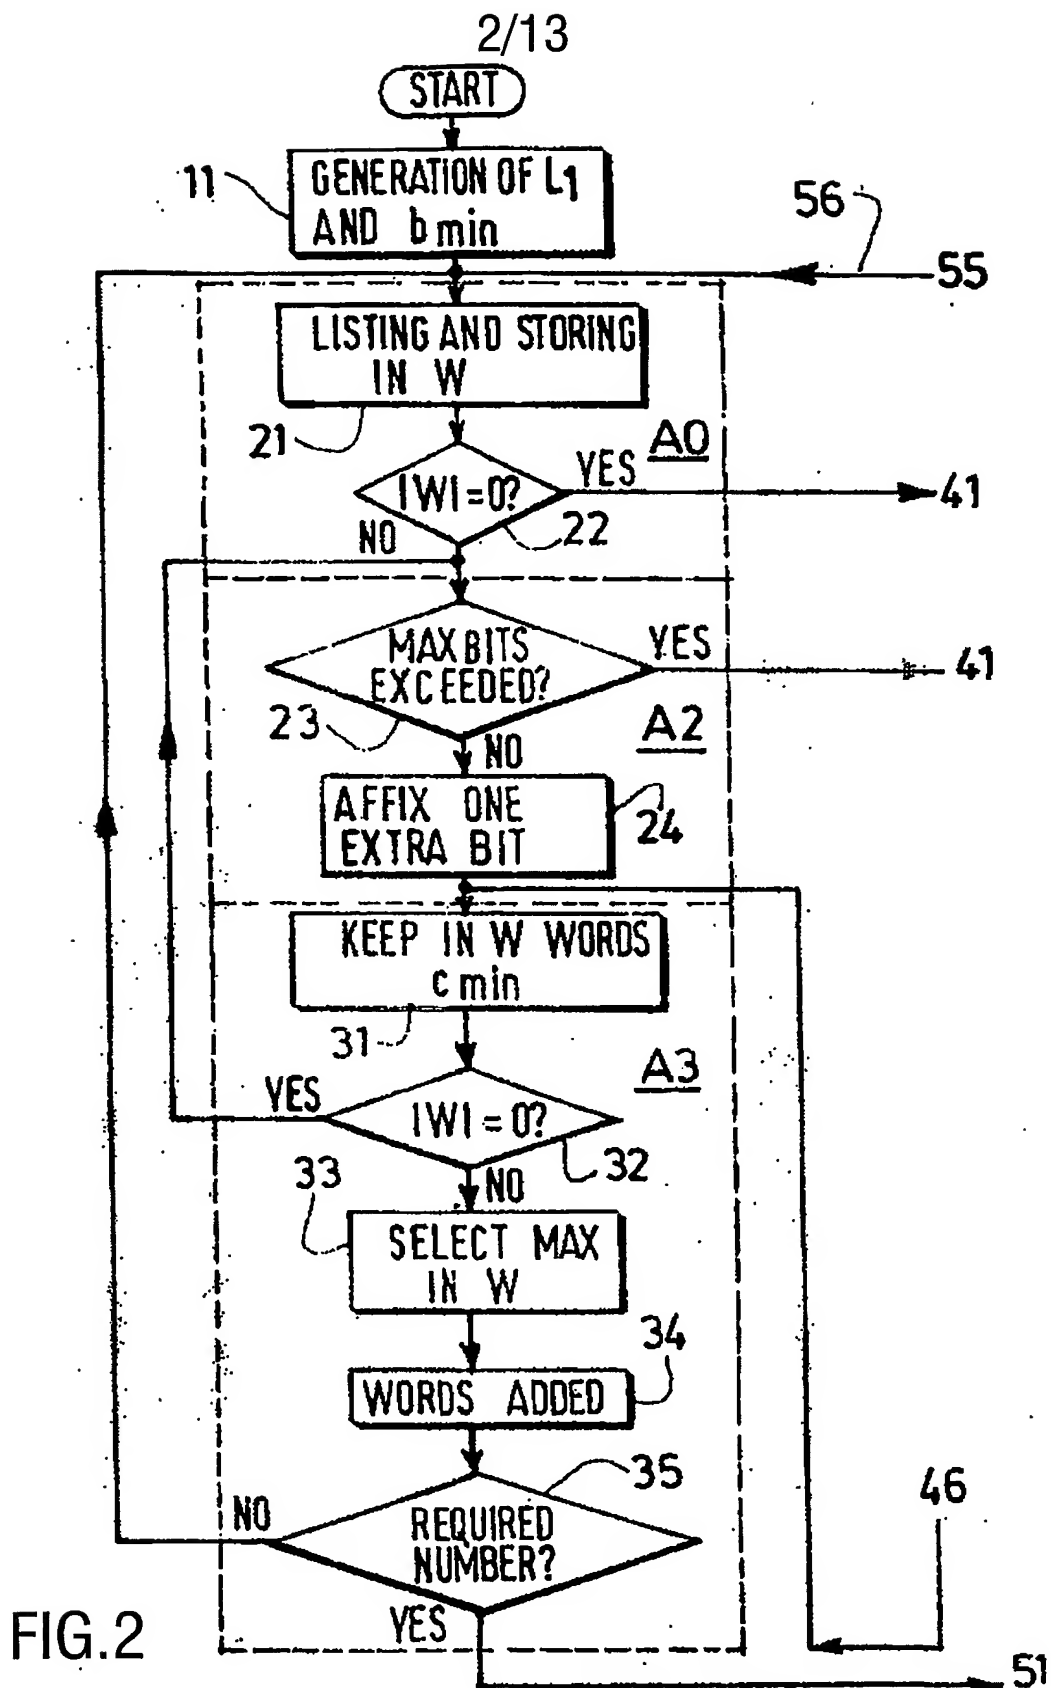 2/13
START
11
GENERATION OF L1
AND b min
56
55
LISTING AND STORING
IN W
21
A0
|W|=0?
YES
41
22
NO
MAX BITS
EXCEEDED?
YES
41
23
A2
NO
AFFIX ONE
EXTRA BIT
24
KEEP IN W WORDS
c min
31
A3
YES
|W| = 0?
32
33
NO
SELECT MAX
IN W
34
WORDS ADDED
35
46
NO
REQUIRED
NUMBER?
YES
FIG.2
51